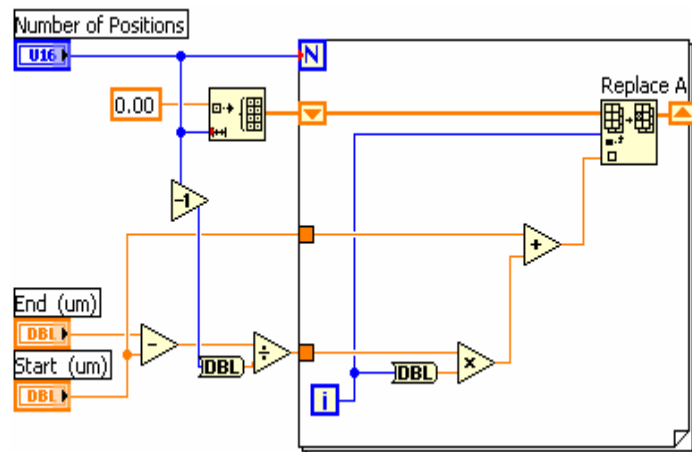 Number of Positions
U16
N
0.00
Replace A
-1
+
End (um)
DBL
-
÷
DBL
x
DBL
Start (um)
DBL
i